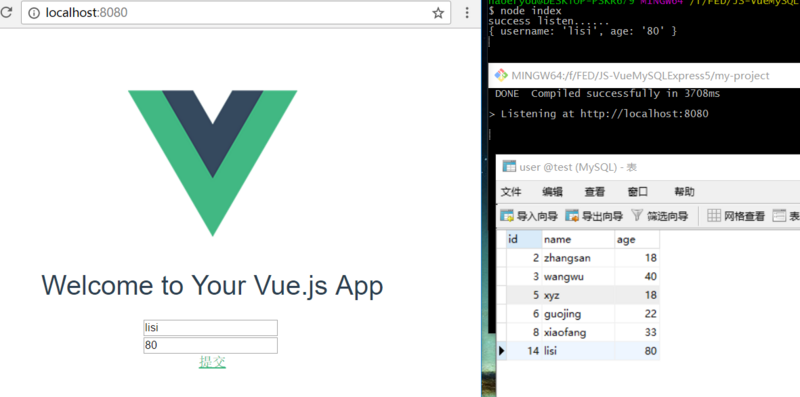 localhost:8080
Welcome to Your Vue.js App
lisi
80
提交
$ node index
success listen......
{ username: 'lisi', age: '80' }
MINGW64:/f/FED/JS-VueMySQLExpress5/my-project
DONE Compiled successfully in 3708ms
> Listening at http://localhost:8080
user @test (MySQL) - 表
文件 编辑 查看 窗口 帮助
导入向导 导出向导 筛选向导 网格查看 表
id name age
2 zhangsan 18
3 wangwu 40
5 xyz 18
6 guojing 22
8 xiaofang 33
14 lisi 80